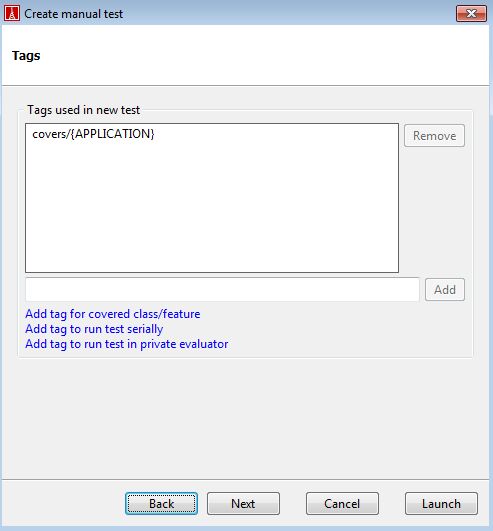 Create manual test
Tags
Tags used in new test
covers/{APPLICATION}
Remove
Add
Add tag for covered class/feature
Add tag to run test serially
Add tag to run test in private evaluator
Back
Next
Cancel
Launch